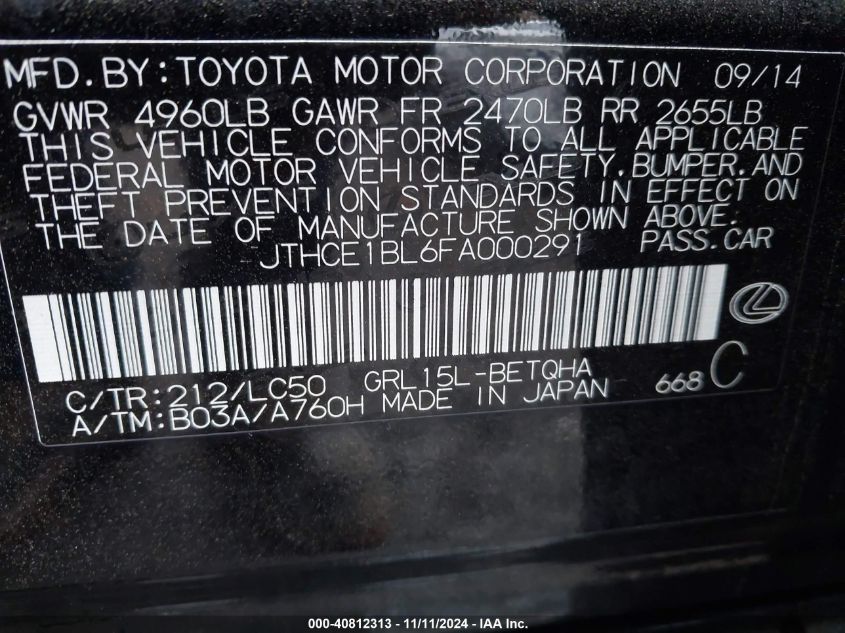 MFD.BY:TOYOTA MOTOR CORPORATION 09/14
GVWR 4960LB GAWR FR 2470LB RR 2655LB
THIS VEHICLE CONFORMS TO ALL APPLICABLE
FEDERAL MOTOR VEHICLE SAFETY,BUMPER,AND
THEFT PREVENTION STANDARDS IN EFFECT ON
THE DATE OF MANUFACTURE SHOWN ABOVE.
JTHCE1BL6FA000291 PASS.CAR
C/TR:212/LC50 GRL15L-BETQHA
A/TM:B03A/A760H MADE IN JAPAN 668 C
000-40812313 - 11/11/2024 - IAA Inc.